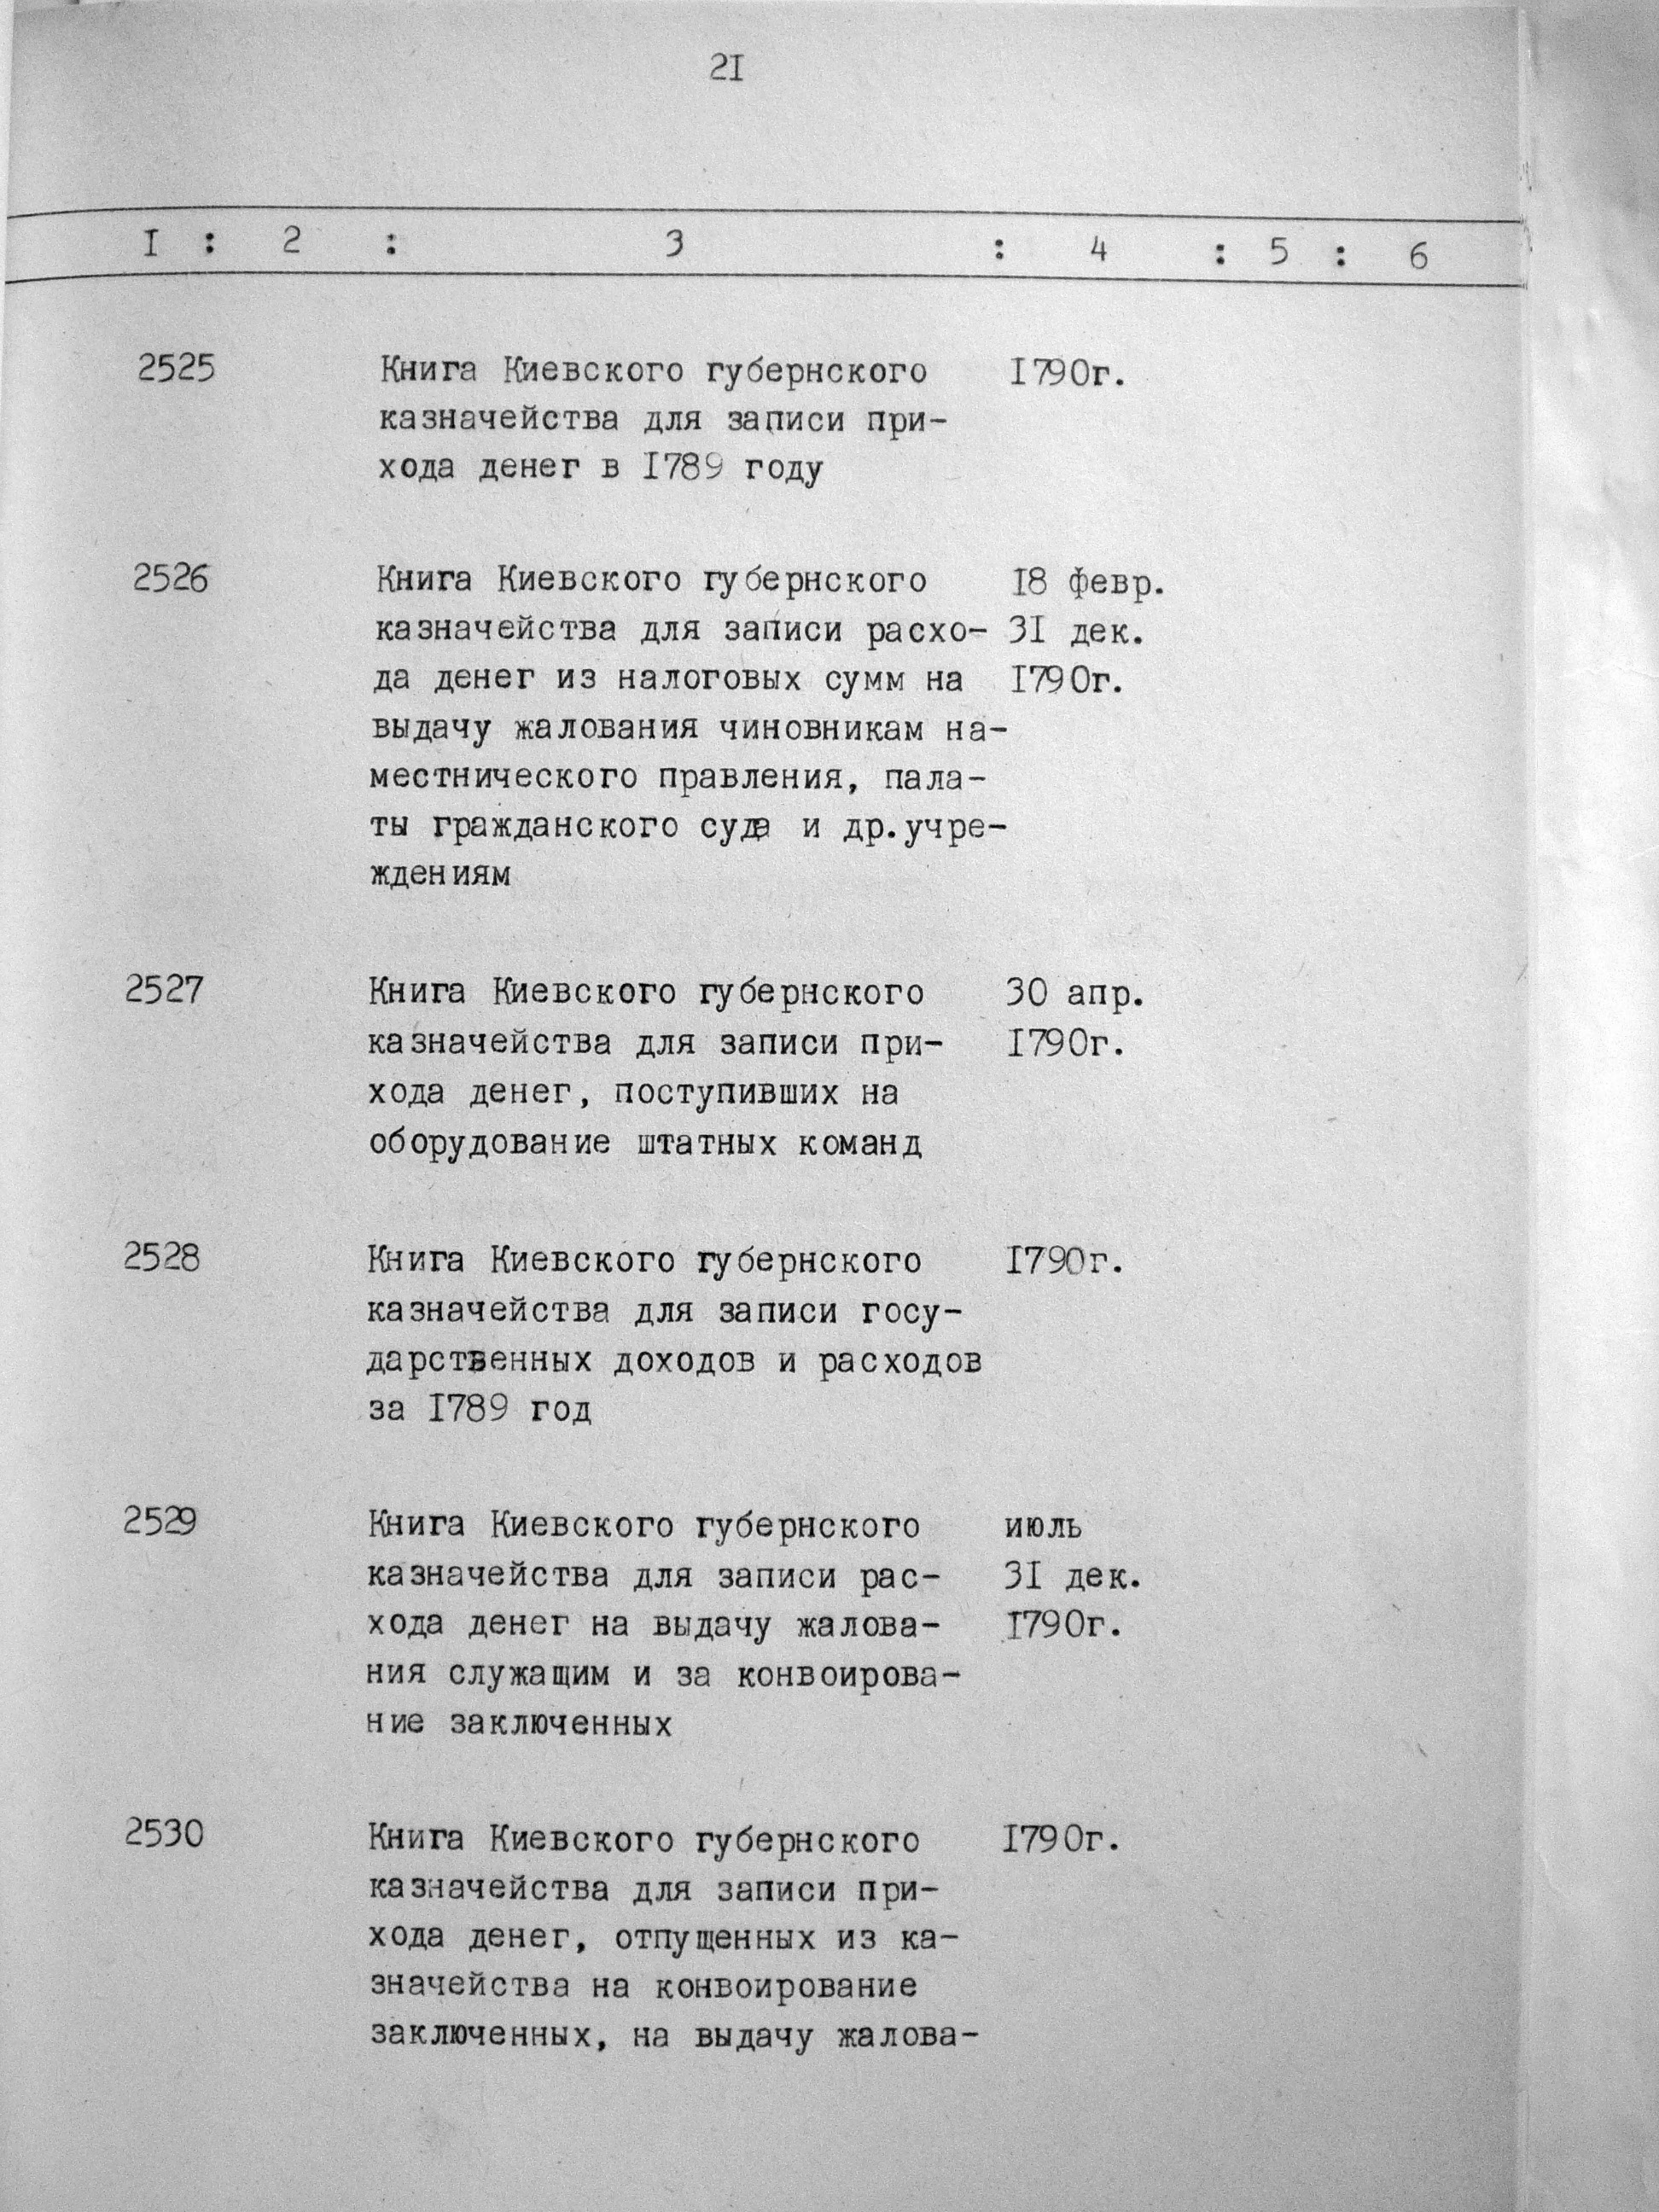 21
1 : 2 : 3 : 4 : 5 : 6
2525 Книга Киевского губернского 1790г.
казначейства для записи при-
хода денег в 1789 году
2526 Книга Киевского губернского 18 февр.
казначейства для записи расхо- 31 дек.
да денег из налоговых сумм на 1790г.
выдачу жалования чиновникам на-
местнического правления, пала-
ты гражданского суда и др.учре-
ждениям
2527 Книга Киевского губернского 30 апр.
казначейства для записи при- 1790г.
хода денег, поступивших на
оборудование штатных команд
2528 Книга Киевского губернского 1790г.
казначейства для записи госу-
дарственных доходов и расходов
за 1789 год
2529 Книга Киевского губернского июль
казначейства для записи рас- 31 дек.
хода денег на выдачу жалова- 1790г.
ния служащим и за конвоирова-
ние заключенных
2530 Книга Киевского губернского 1790г.
казначейства для записи при-
хода денег, отпущенных из ка-
значейства на конвоирование
заключенных, на выдачу жалова-